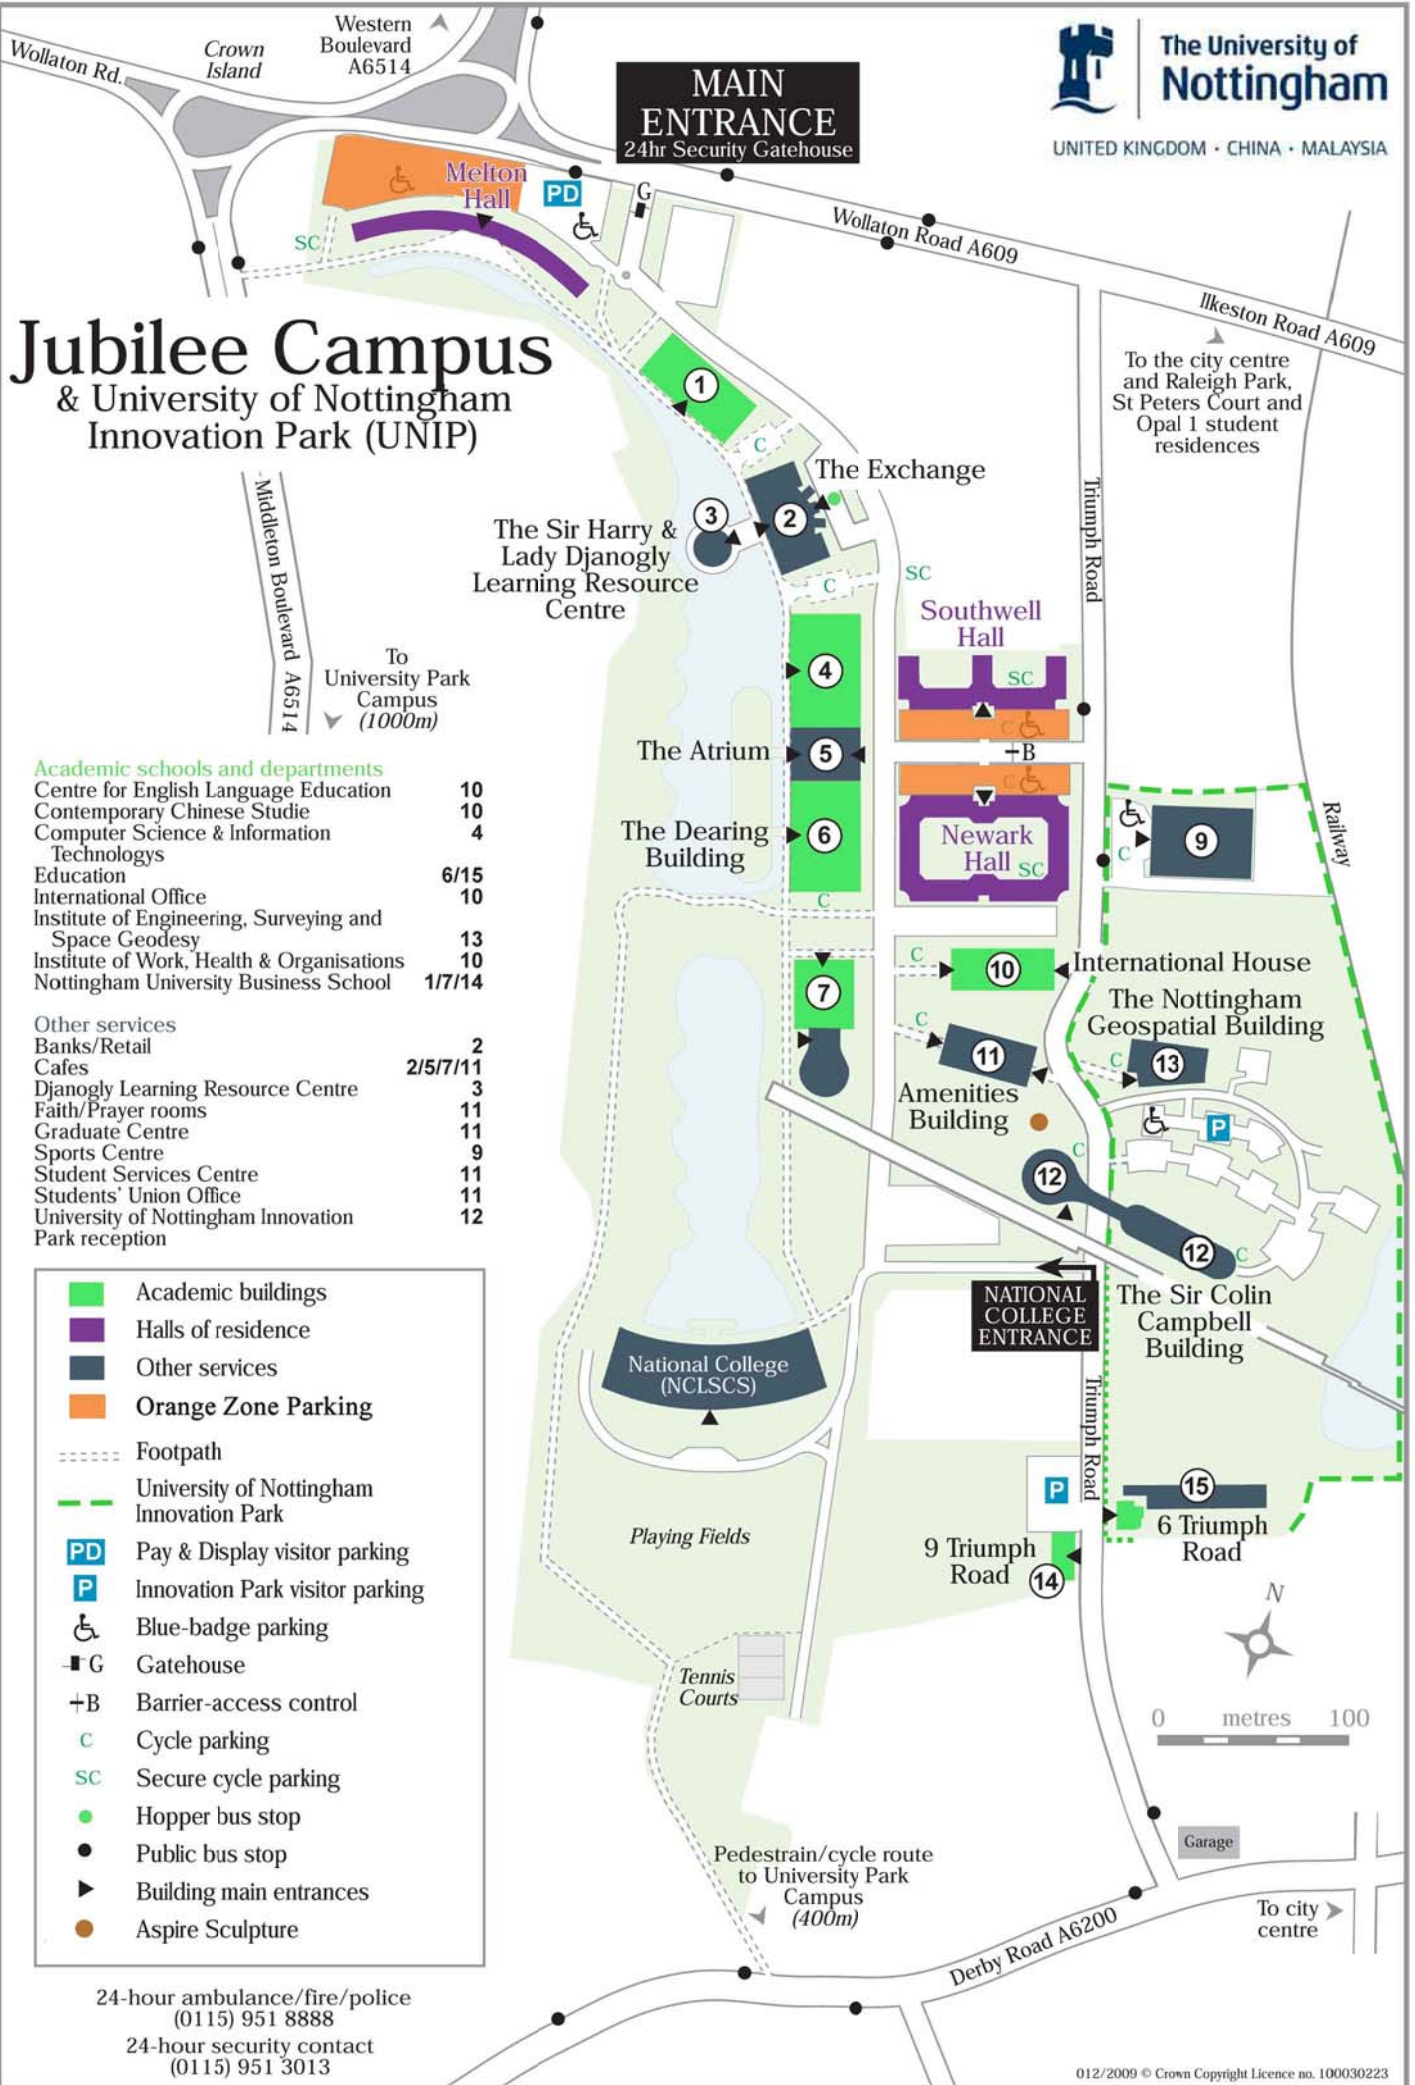 Western
Boulevard
A6514
Crown
Island
Wollaton Rd.
MAIN
ENTRANCE
24hr Security Gatehouse
The University of
Nottingham
UNITED KINGDOM · CHINA · MALAYSIA
Melton
Hall
PD
G
SC
Wollaton Road A609
Ilkeston Road A609
Jubilee Campus
& University of Nottingham
Innovation Park (UNIP)
To the city centre
and Raleigh Park,
St Peters Court and
Opal 1 student
residences
1
C
The Exchange
2
3
The Sir Harry &
Lady Djanogly
Learning Resource
Centre
C
SC
Triumph Road
Middleton Boulevard A6514
To
University Park
Campus
(1000m)
Southwell
Hall
SC
4
C
B
The Atrium
5
C
The Dearing
Building
6
Newark
Hall
SC
C
9
Railway
C
Academic schools and departments
Centre for English Language Education 10
Contemporary Chinese Studie 10
Computer Science & Information 4
Technologys
Education 6/15
International Office 10
Institute of Engineering, Surveying and
Space Geodesy 13
Institute of Work, Health & Organisations 10
Nottingham University Business School 1/7/14
Other services
Banks/Retail 2
Cafes 2/5/7/11
Djanogly Learning Resource Centre 3
Faith/Prayer rooms 11
Graduate Centre 11
Sports Centre 9
Student Services Centre 11
Students' Union Office 11
University of Nottingham Innovation 12
Park reception
7
C
10
International House
The Nottingham
Geospatial Building
C
11
C
13
Amenities
Building
P
C
12
12
C
NATIONAL
COLLEGE
ENTRANCE
The Sir Colin
Campbell
Building
National College
(NCLSCS)
Triumph Road
P
15
6 Triumph
Road
9 Triumph
Road
14
Playing Fields
Tennis
Courts
N
0 metres 100
Garage
Pedestrain/cycle route
to University Park
Campus
(400m)
To city
centre
Derby Road A6200
Academic buildings
Halls of residence
Other services
Orange Zone Parking
Footpath
University of Nottingham
Innovation Park
PD Pay & Display visitor parking
P Innovation Park visitor parking
Blue-badge parking
G Gatehouse
B Barrier-access control
C Cycle parking
SC Secure cycle parking
Hopper bus stop
Public bus stop
Building main entrances
Aspire Sculpture
24-hour ambulance/fire/police
(0115) 951 8888
24-hour security contact
(0115) 951 3013
012/2009 © Crown Copyright Licence no. 100030223